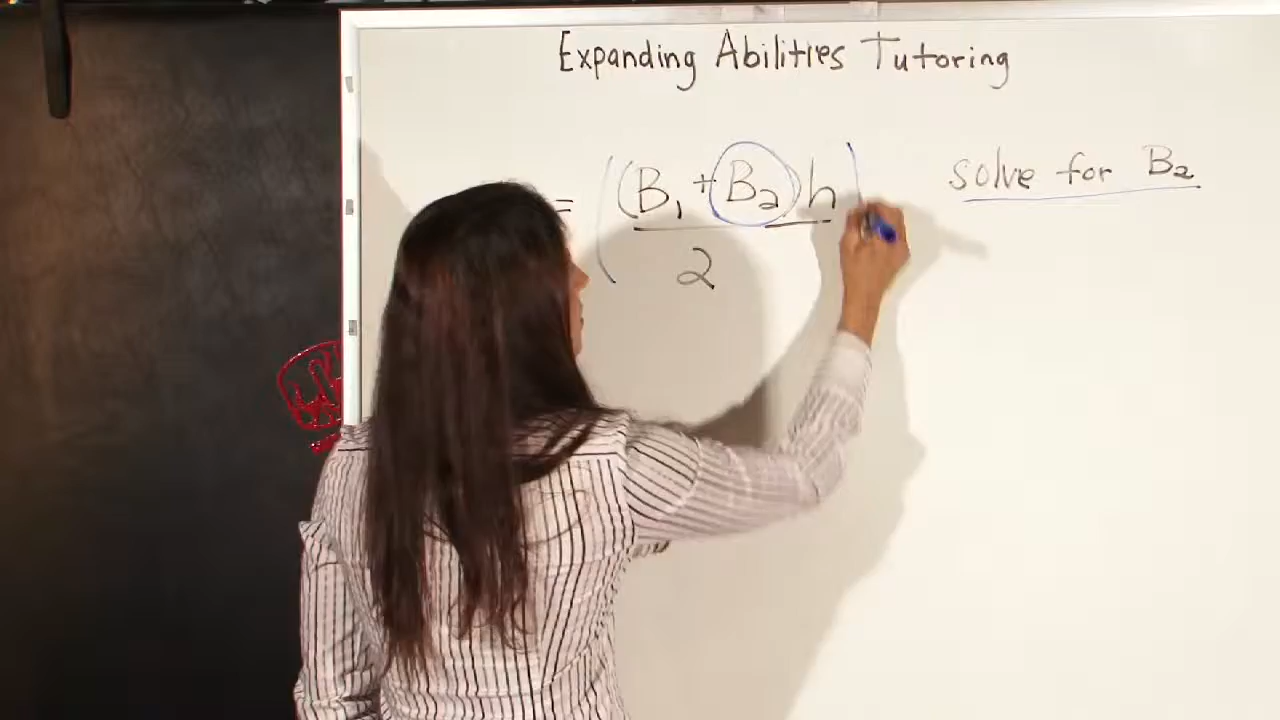 Expanding Abilities Tutoring
= ((B₁ + B₂)h)
2
solve for B₂